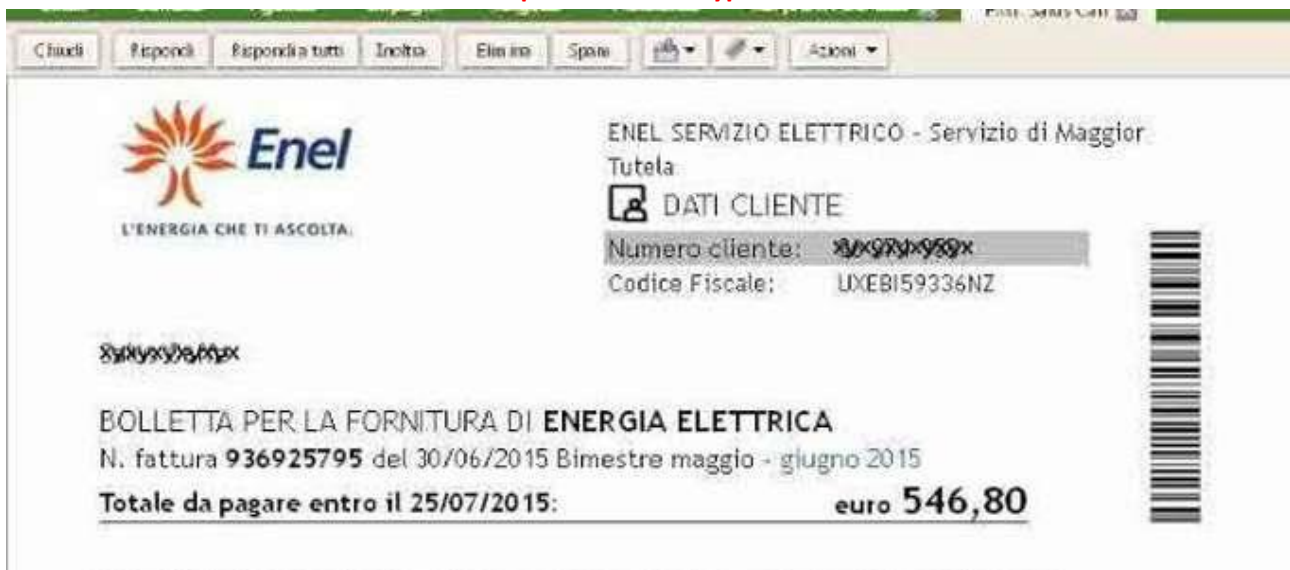 Chiudi Rispondi Rispondi a tutti Inoltra Elimina Spam Azioni
Enel
L'ENERGIA CHE TI ASCOLTA.
ENEL SERVIZIO ELETTRICO - Servizio di Maggior
Tutela
DATI CLIENTE
Numero cliente:
Codice Fiscale: UXEBI59336NZ
BOLLETTA PER LA FORNITURA DI ENERGIA ELETTRICA
N. fattura 936925795 del 30/06/2015 Bimestre maggio - giugno 2015
Totale da pagare entro il 25/07/2015: euro 546,80